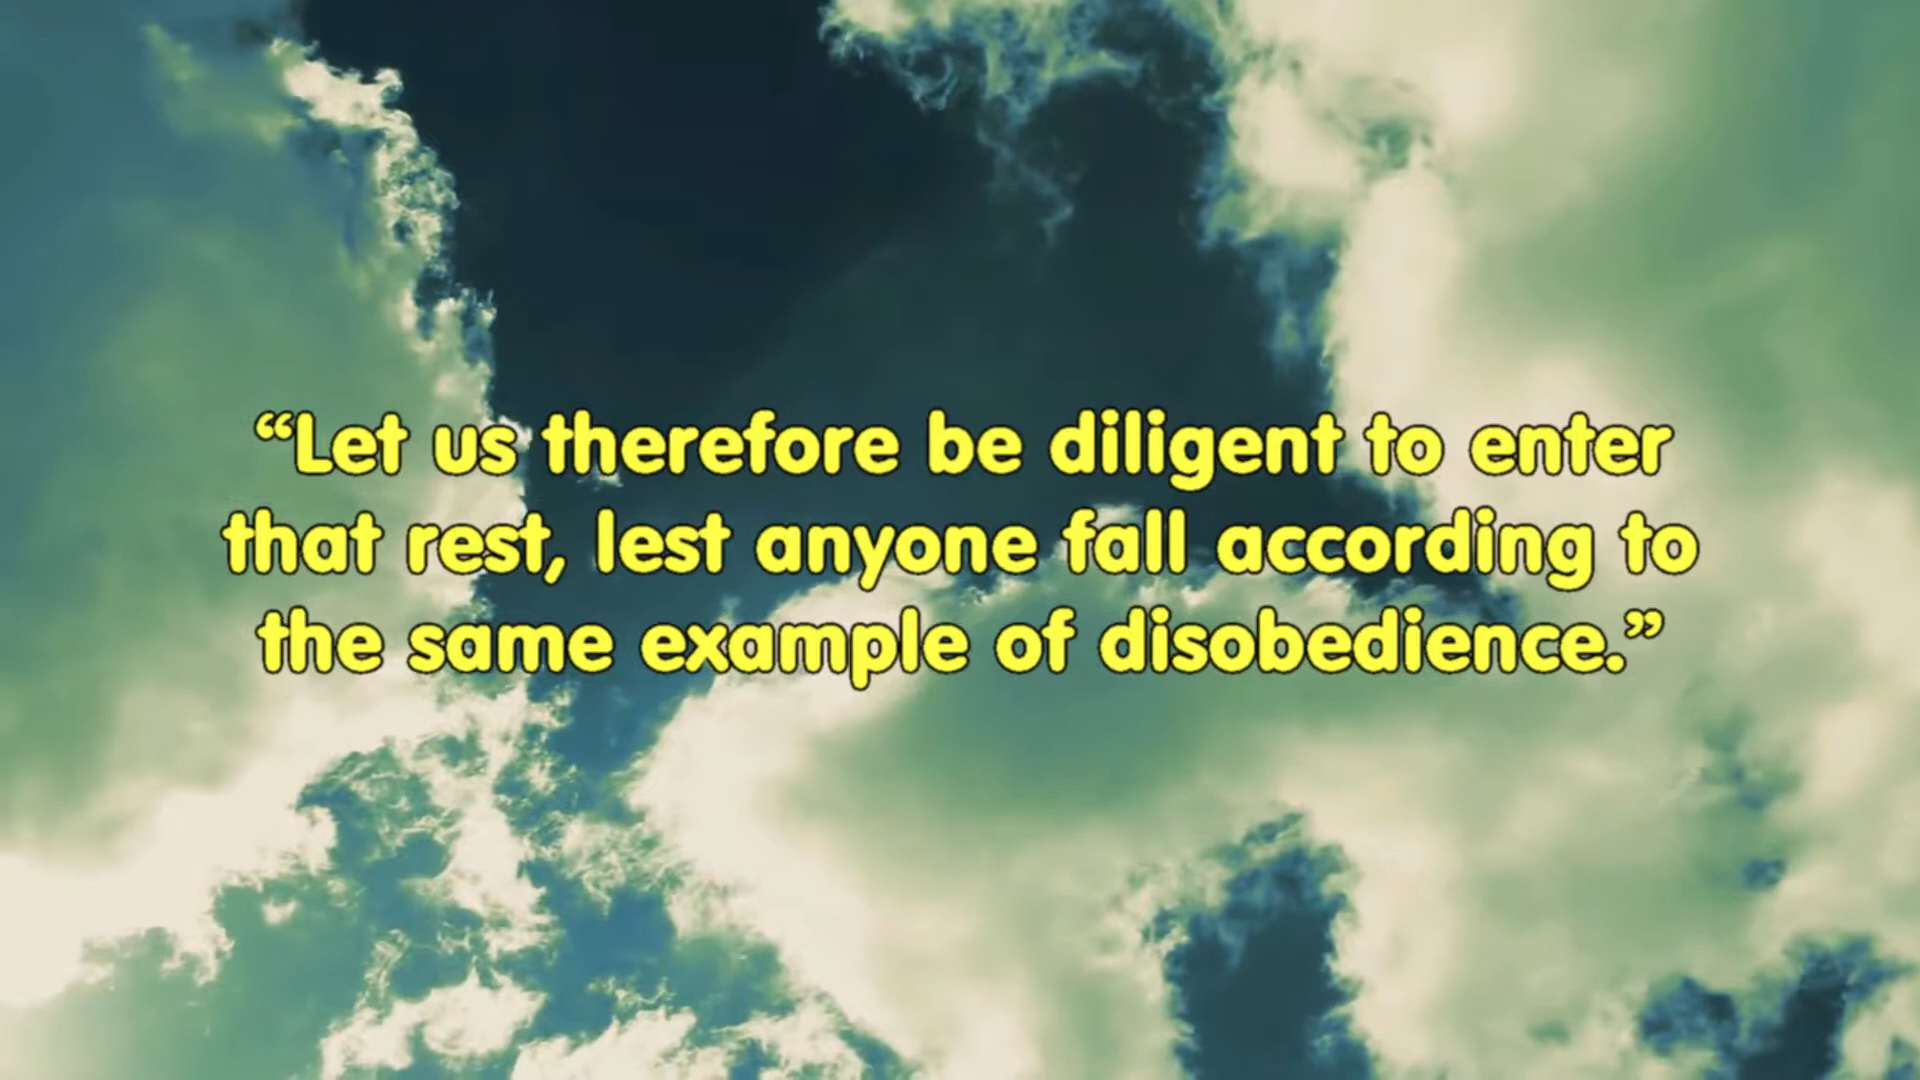 “Let us therefore be diligent to enter
that rest, lest anyone fall according to
the same example of disobedience.”